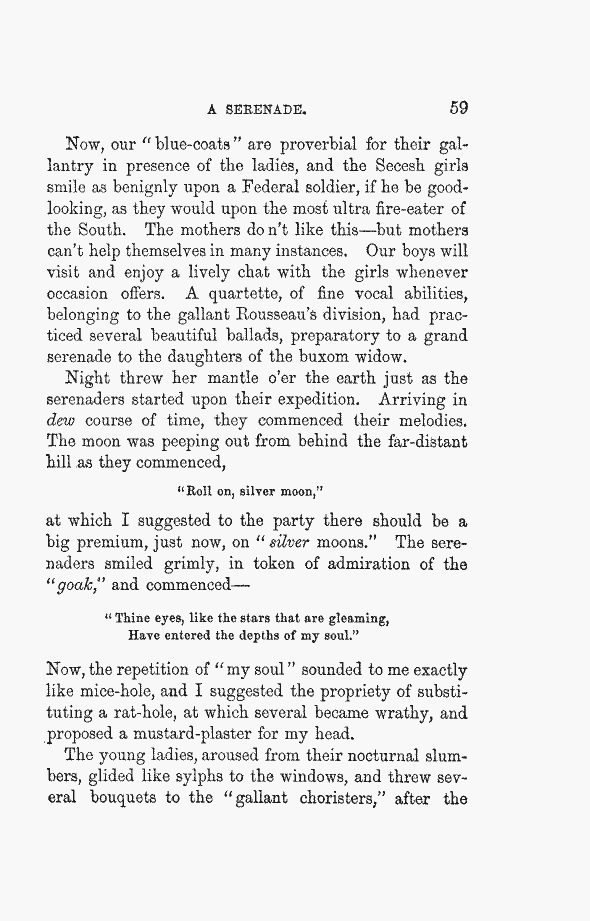 A SERENADE. 59
Now, our "blue-coats" are proverbial for their gal-
lantry in presence of the ladies, and the Secesh girls
smile as benignly upon a Federal soldier, if he be good-
looking, as they would upon the most ultra fire-eater of
the South. The mothers do n't like this—but mothers
can't help themselves in many instances. Our boys will
visit and enjoy a lively chat with the girls whenever
occasion offers. A quartette, of fine vocal abilities,
belonging to the gallant Rousseau's division, had prac-
ticed several beautiful ballads, preparatory to a grand
serenade to the daughters of the buxom widow.
Night threw her mantle o'er the earth just as the
serenaders started upon their expedition. Arriving in
dew course of time, they commenced their melodies.
The moon was peeping out from behind the far-distant
hill as they commenced,
"Roll on, silver moon,"
at which I suggested to the party there should be a
big premium, just now, on "silver moons." The sere-
naders smiled grimly, in token of admiration of the
"goak," and commenced—
"Thine eyes, like the stars that are gleaming,
Have entered the depths of my soul."
Now, the repetition of "my soul" sounded to me exactly
like mice-hole, and I suggested the propriety of substi-
tuting a rat-hole, at which several became wrathy, and
proposed a mustard-plaster for my head.
The young ladies, aroused from their nocturnal slum-
bers, glided like sylphs to the windows, and threw sev-
eral bouquets to the "gallant choristers," after the